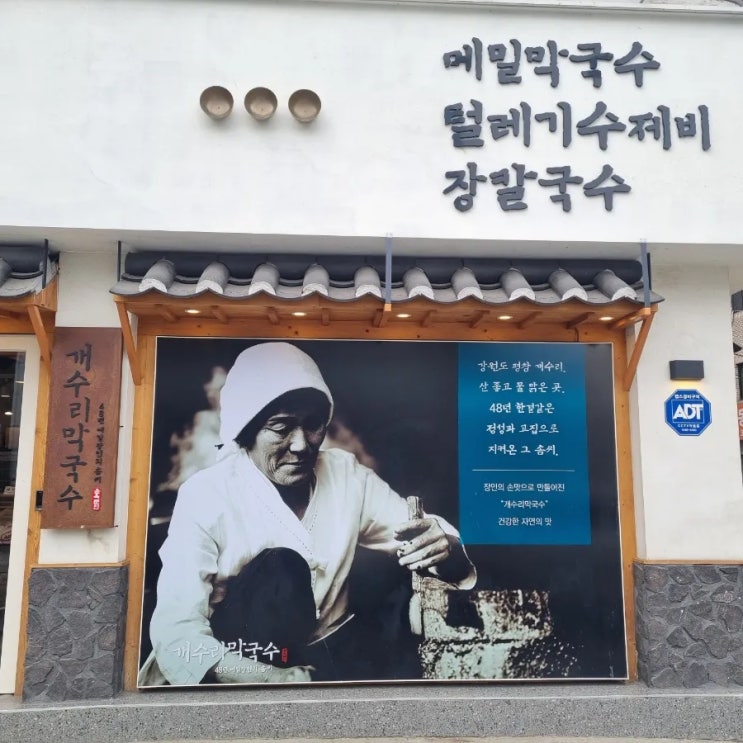 메밀막국수
털레기수제비
장칼국수
개수리막국수
강원도 평창 개수리.
산 좋고 물 맑은 곳.
48년 한결같은
정성과 고집으로
지켜온 그 솜씨.
장인의 손맛으로 만들어진
"개수리막국수"
건강한 자연의 맛
ADT
개수리막국수